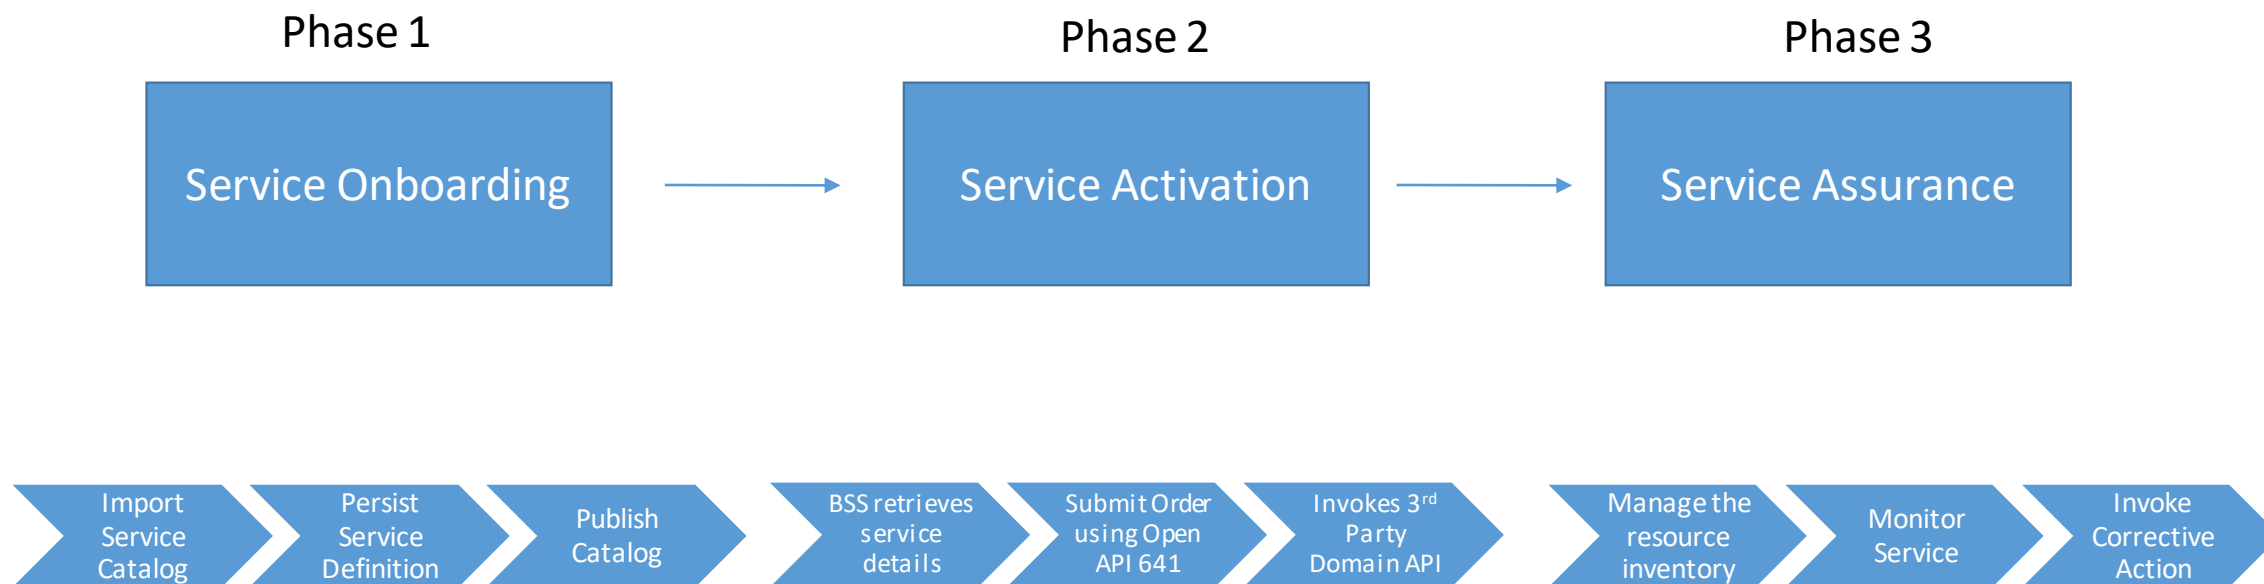 Phase 1
Phase 2
Phase 3
Service Onboarding
Service Activation
Service Assurance
Import
Service
Catalog
Persist
Service
Definition
Publish
Catalog
BSS retrieves
service
details
Submit Order
using Open
API 641
Invokes 3rd
Party
Domain API
Manage the
resource
inventory
Monitor
Service
Invoke
Corrective
Action